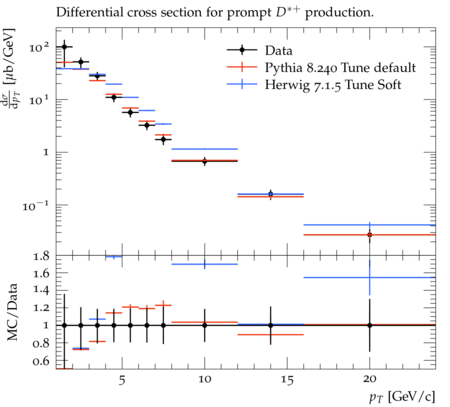 Differential cross section for prompt D*+ production.
dσ/dpT [µb/GeV]
10²
10¹
1
10⁻¹
Data
Pythia 8.240 Tune default
Herwig 7.1.5 Tune Soft
MC/Data
1.8
1.6
1.4
1.2
1
0.8
0.6
5
10
15
20
pT [GeV/c]